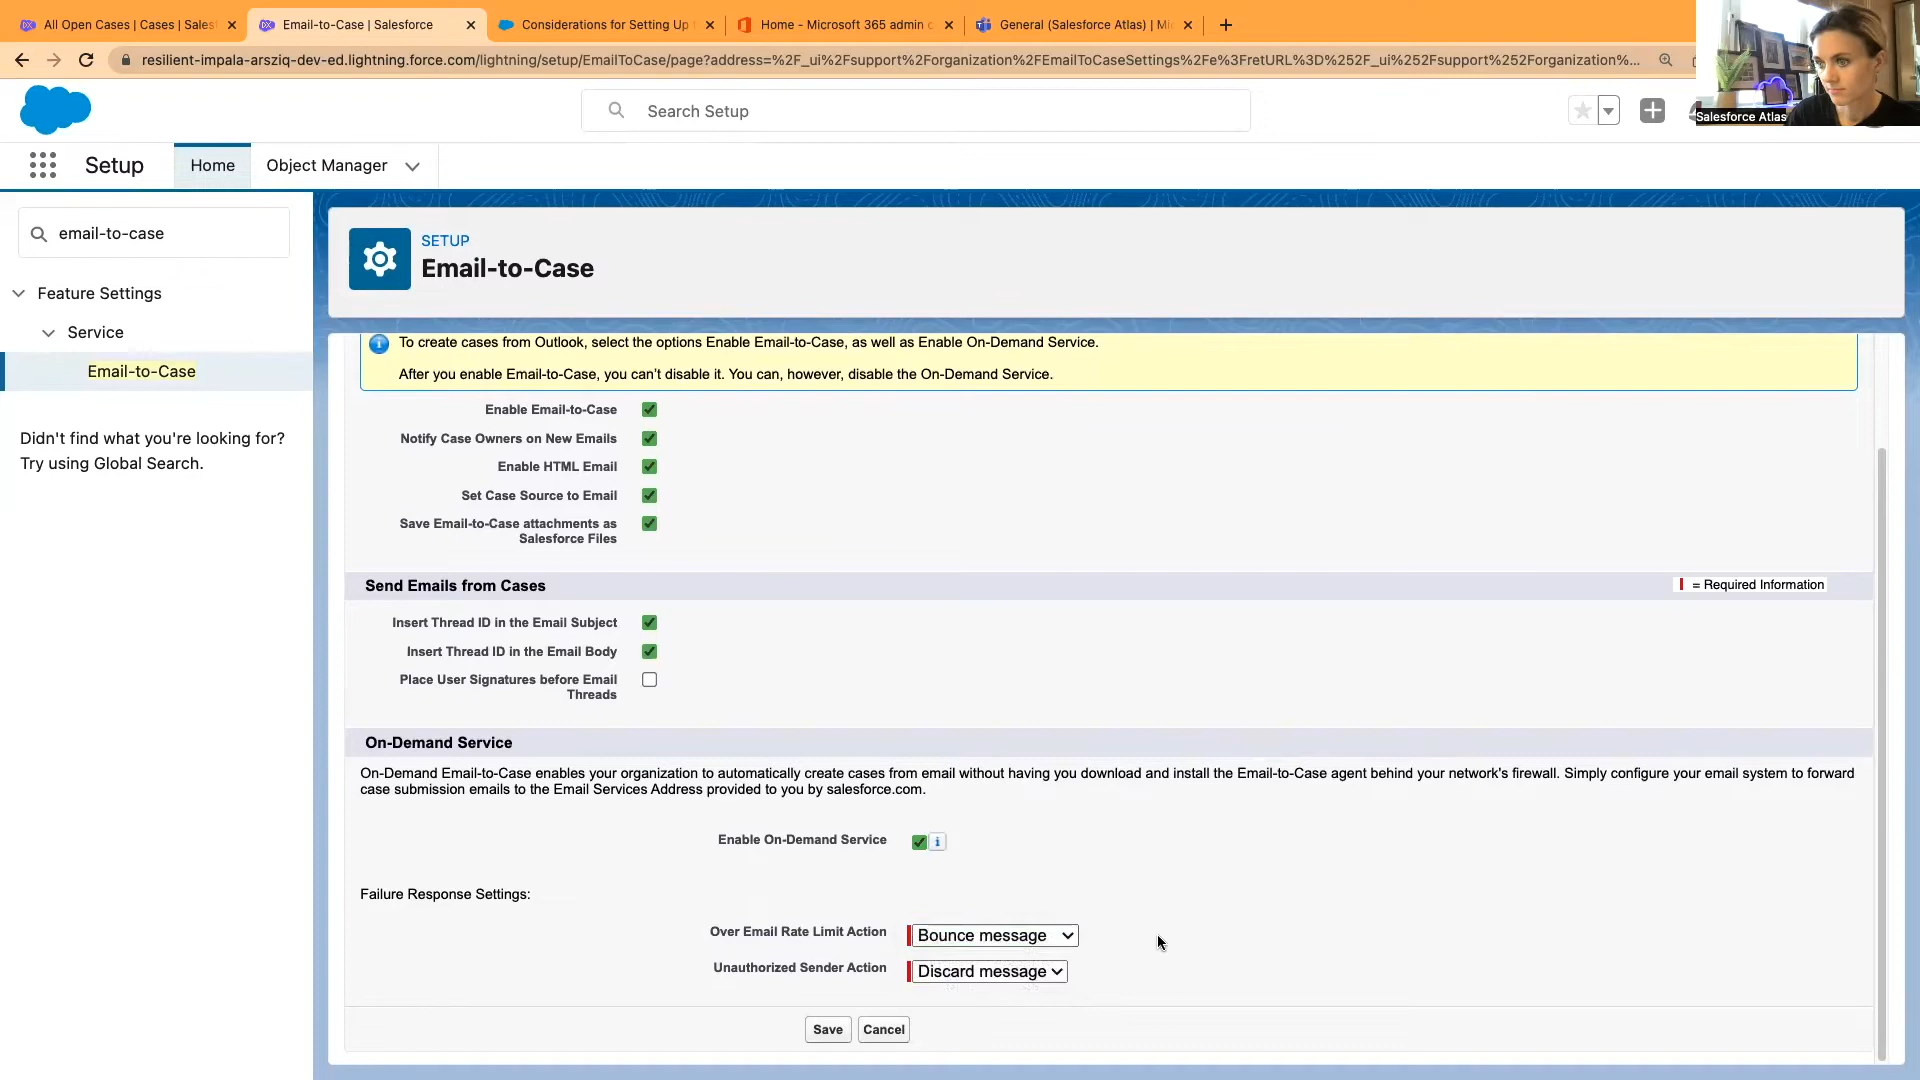 All Open Cases | Cases | Sales
Email-to-Case | Salesforce
Considerations for Setting Up
Home - Microsoft 365 admin c
General (Salesforce Atlas) | Mi
resilient-impala-arsziq-dev-ed.lightning.force.com/lightning/setup/EmailToCase/page?address=%2F_ui%2Fsupport%2Forganization%2FEmailToCaseSettings%2Fe%3FretURL%3D%252F_ui%252Fsupport%252Forganization%...
Salesforce Atlas
Search Setup
Setup
Home
Object Manager
email-to-case
Feature Settings
Service
Email-to-Case
Didn't find what you're looking for?
Try using Global Search.
SETUP
Email-to-Case
To create cases from Outlook, select the options Enable Email-to-Case, as well as Enable On-Demand Service.
After you enable Email-to-Case, you can't disable it. You can, however, disable the On-Demand Service.
Enable Email-to-Case
Notify Case Owners on New Emails
Enable HTML Email
Set Case Source to Email
Save Email-to-Case attachments as
Salesforce Files
Send Emails from Cases
= Required Information
Insert Thread ID in the Email Subject
Insert Thread ID in the Email Body
Place User Signatures before Email
Threads
On-Demand Service
On-Demand Email-to-Case enables your organization to automatically create cases from email without having you download and install the Email-to-Case agent behind your network's firewall. Simply configure your email system to forward
case submission emails to the Email Services Address provided to you by salesforce.com.
Enable On-Demand Service
Failure Response Settings:
Over Email Rate Limit Action
Bounce message
Unauthorized Sender Action
Discard message
Save
Cancel